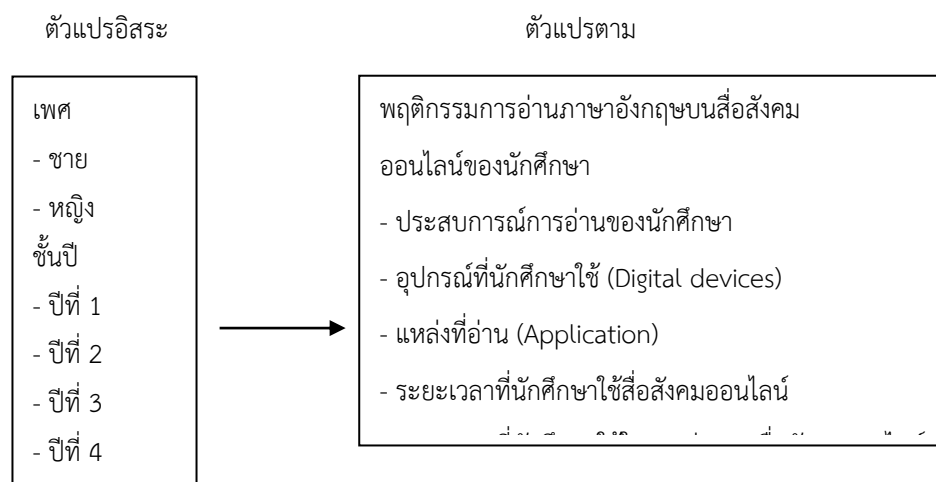 ตัวแปรอิสระ
ตัวแปรตาม
เพศ
- ชาย
- หญิง
ชั้นปี
- ปีที่ 1
- ปีที่ 2
- ปีที่ 3
- ปีที่ 4
พฤติกรรมการอ่านภาษาอังกฤษบนสื่อสังคม
ออนไลน์ของนักศึกษา
- ประสบการณ์การอ่านของนักศึกษา
- อุปกรณ์ที่นักศึกษาใช้ (Digital devices)
- แหล่งที่อ่าน (Application)
- ระยะเวลาที่นักศึกษาใช้สื่อสังคมออนไลน์